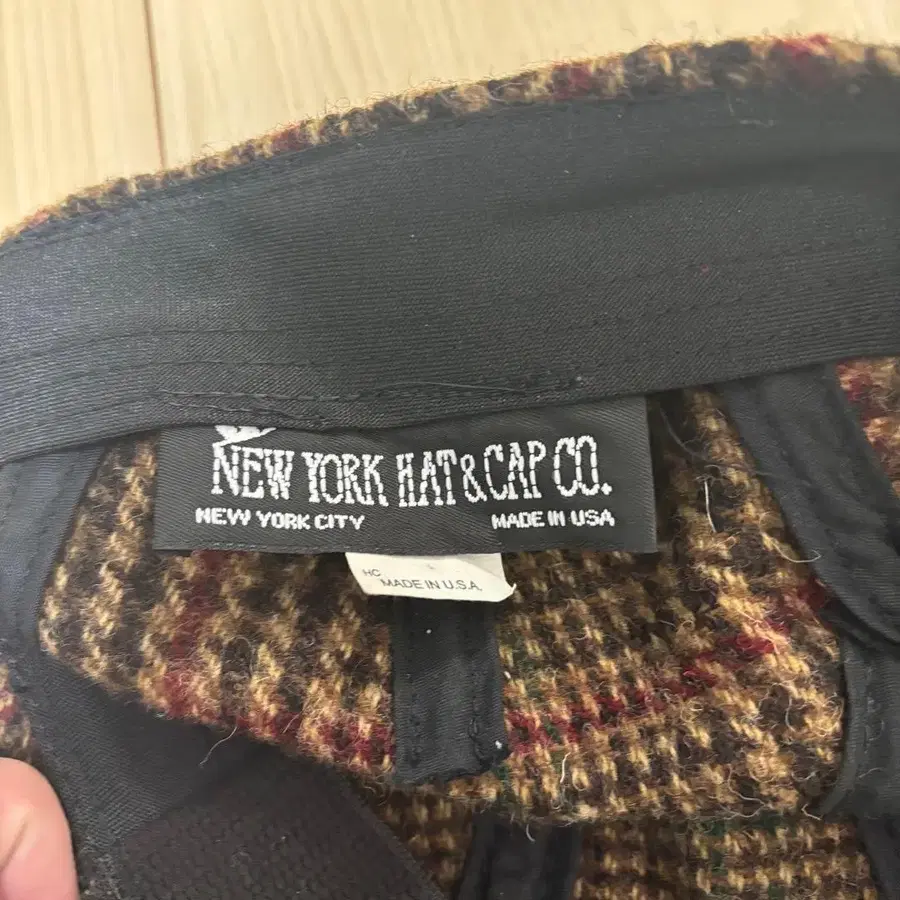 NEW YORK HAT & CAP CO.
NEW YORK CITY MADE IN USA
HC
MADE IN U.S.A.